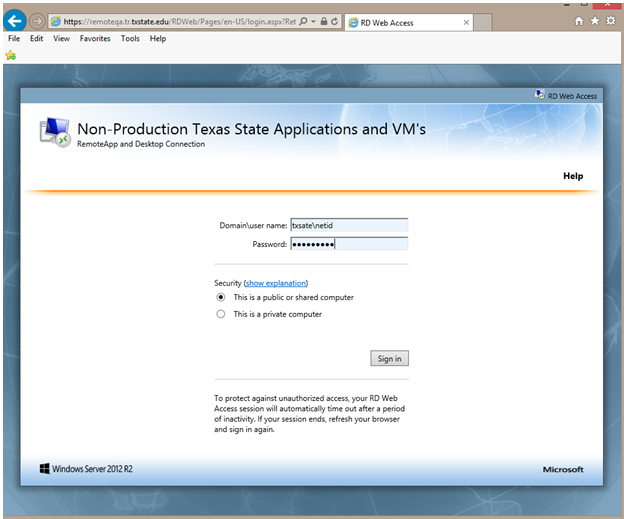 https://remoteqa.tr.txstate.edu/RDWeb/Pages/en-US/login.aspx?Ret
RD Web Access
File Edit View Favorites Tools Help
RD Web Access
Non-Production Texas State Applications and VM's
RemoteApp and Desktop Connection
Help
Domain\user name: txsate\netid
Password: •••••••••
Security (show explanation)
This is a public or shared computer
This is a private computer
Sign in
To protect against unauthorized access, your RD Web
Access session will automatically time out after a period
of inactivity. If your session ends, refresh your browser
and sign in again.
Windows Server 2012 R2
Microsoft